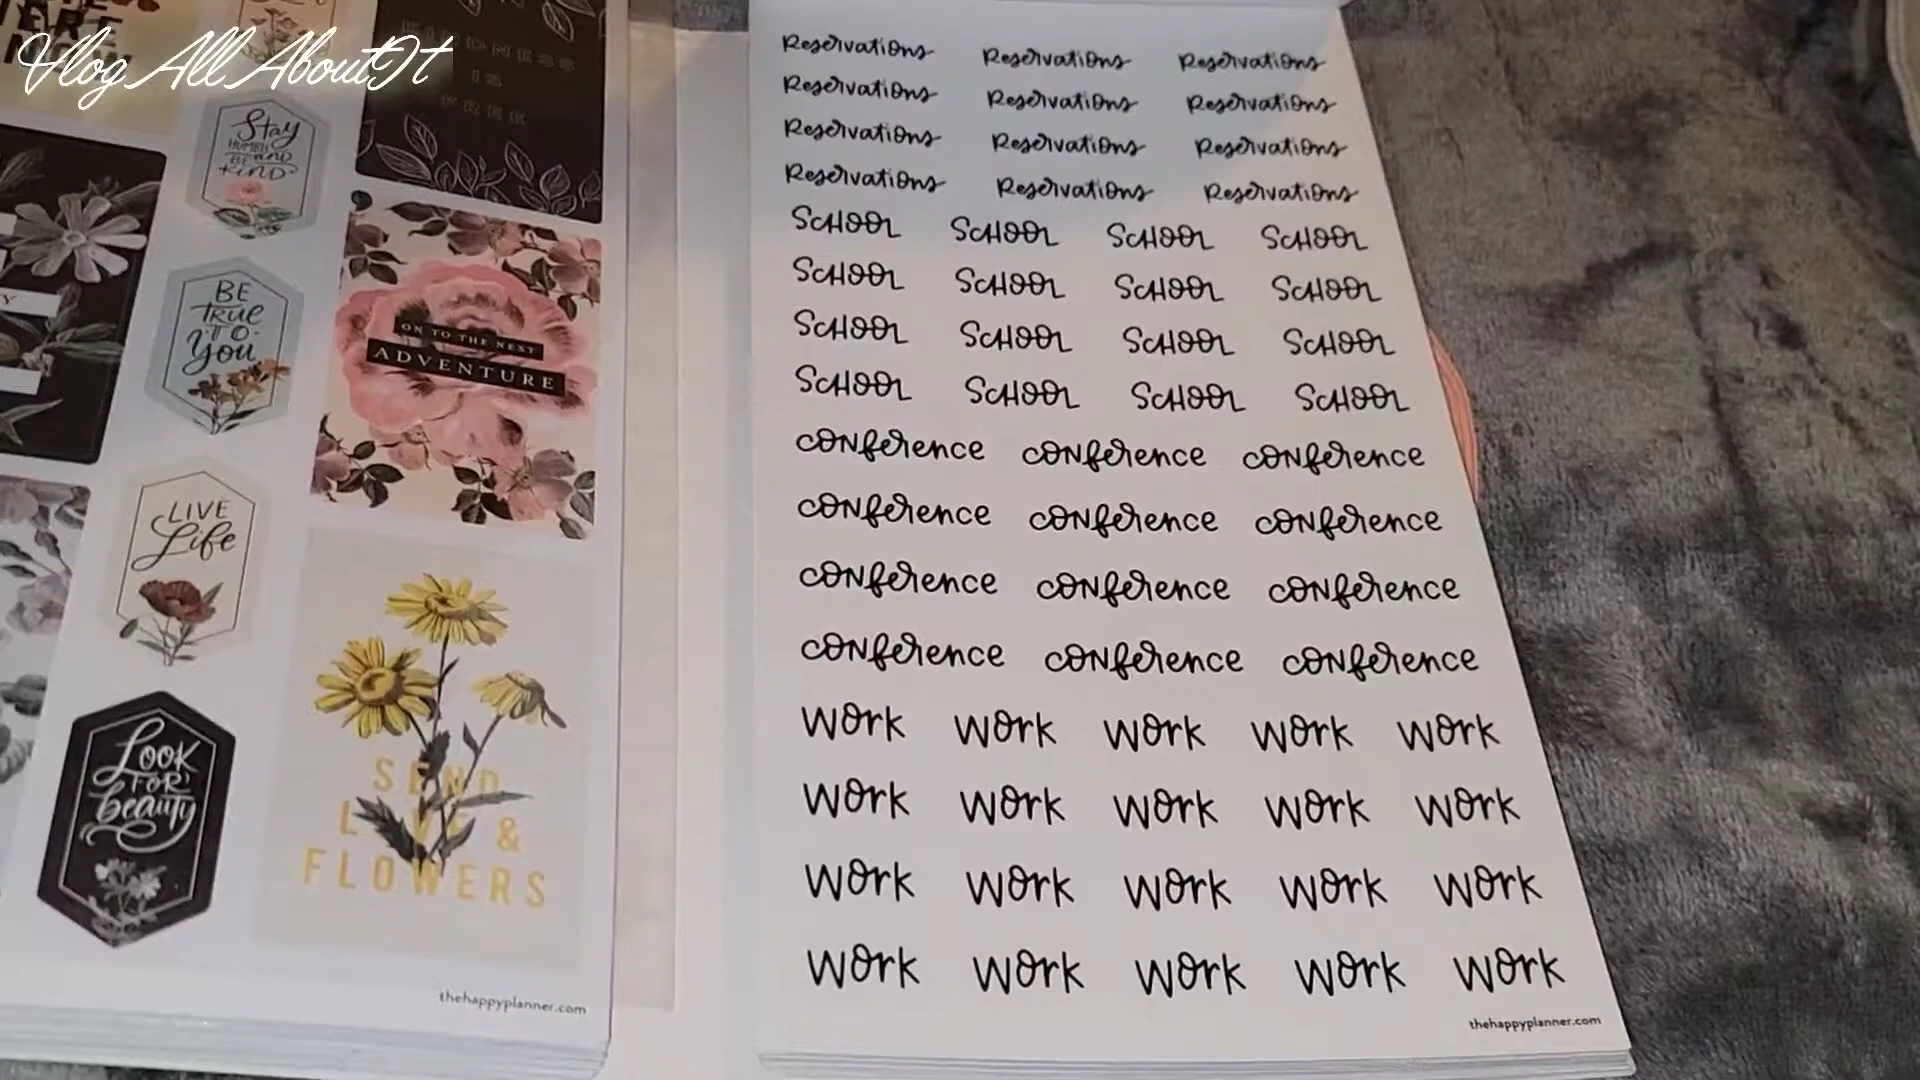 Vlog All About It
Stay
HUMBLE and
BE
KIND
BE
TRUE
TO
You
ON TO THE NEXT
ADVENTURE
LIVE
Life
Look
FOR
beauty
SEND
LOVE &
FLOWERS
thehappyplanner.com
Reservations Reservations Reservations
Reservations Reservations Reservations
Reservations Reservations Reservations
Reservations Reservations Reservations
SCHOOL SCHOOL SCHOOL SCHOOL
SCHOOL SCHOOL SCHOOL SCHOOL
SCHOOL SCHOOL SCHOOL SCHOOL
SCHOOL SCHOOL SCHOOL SCHOOL
conference conference conference
conference conference conference
conference conference conference
conference conference conference
work work work work work
work work work work work
work work work work work
work work work work work
thehappyplanner.com